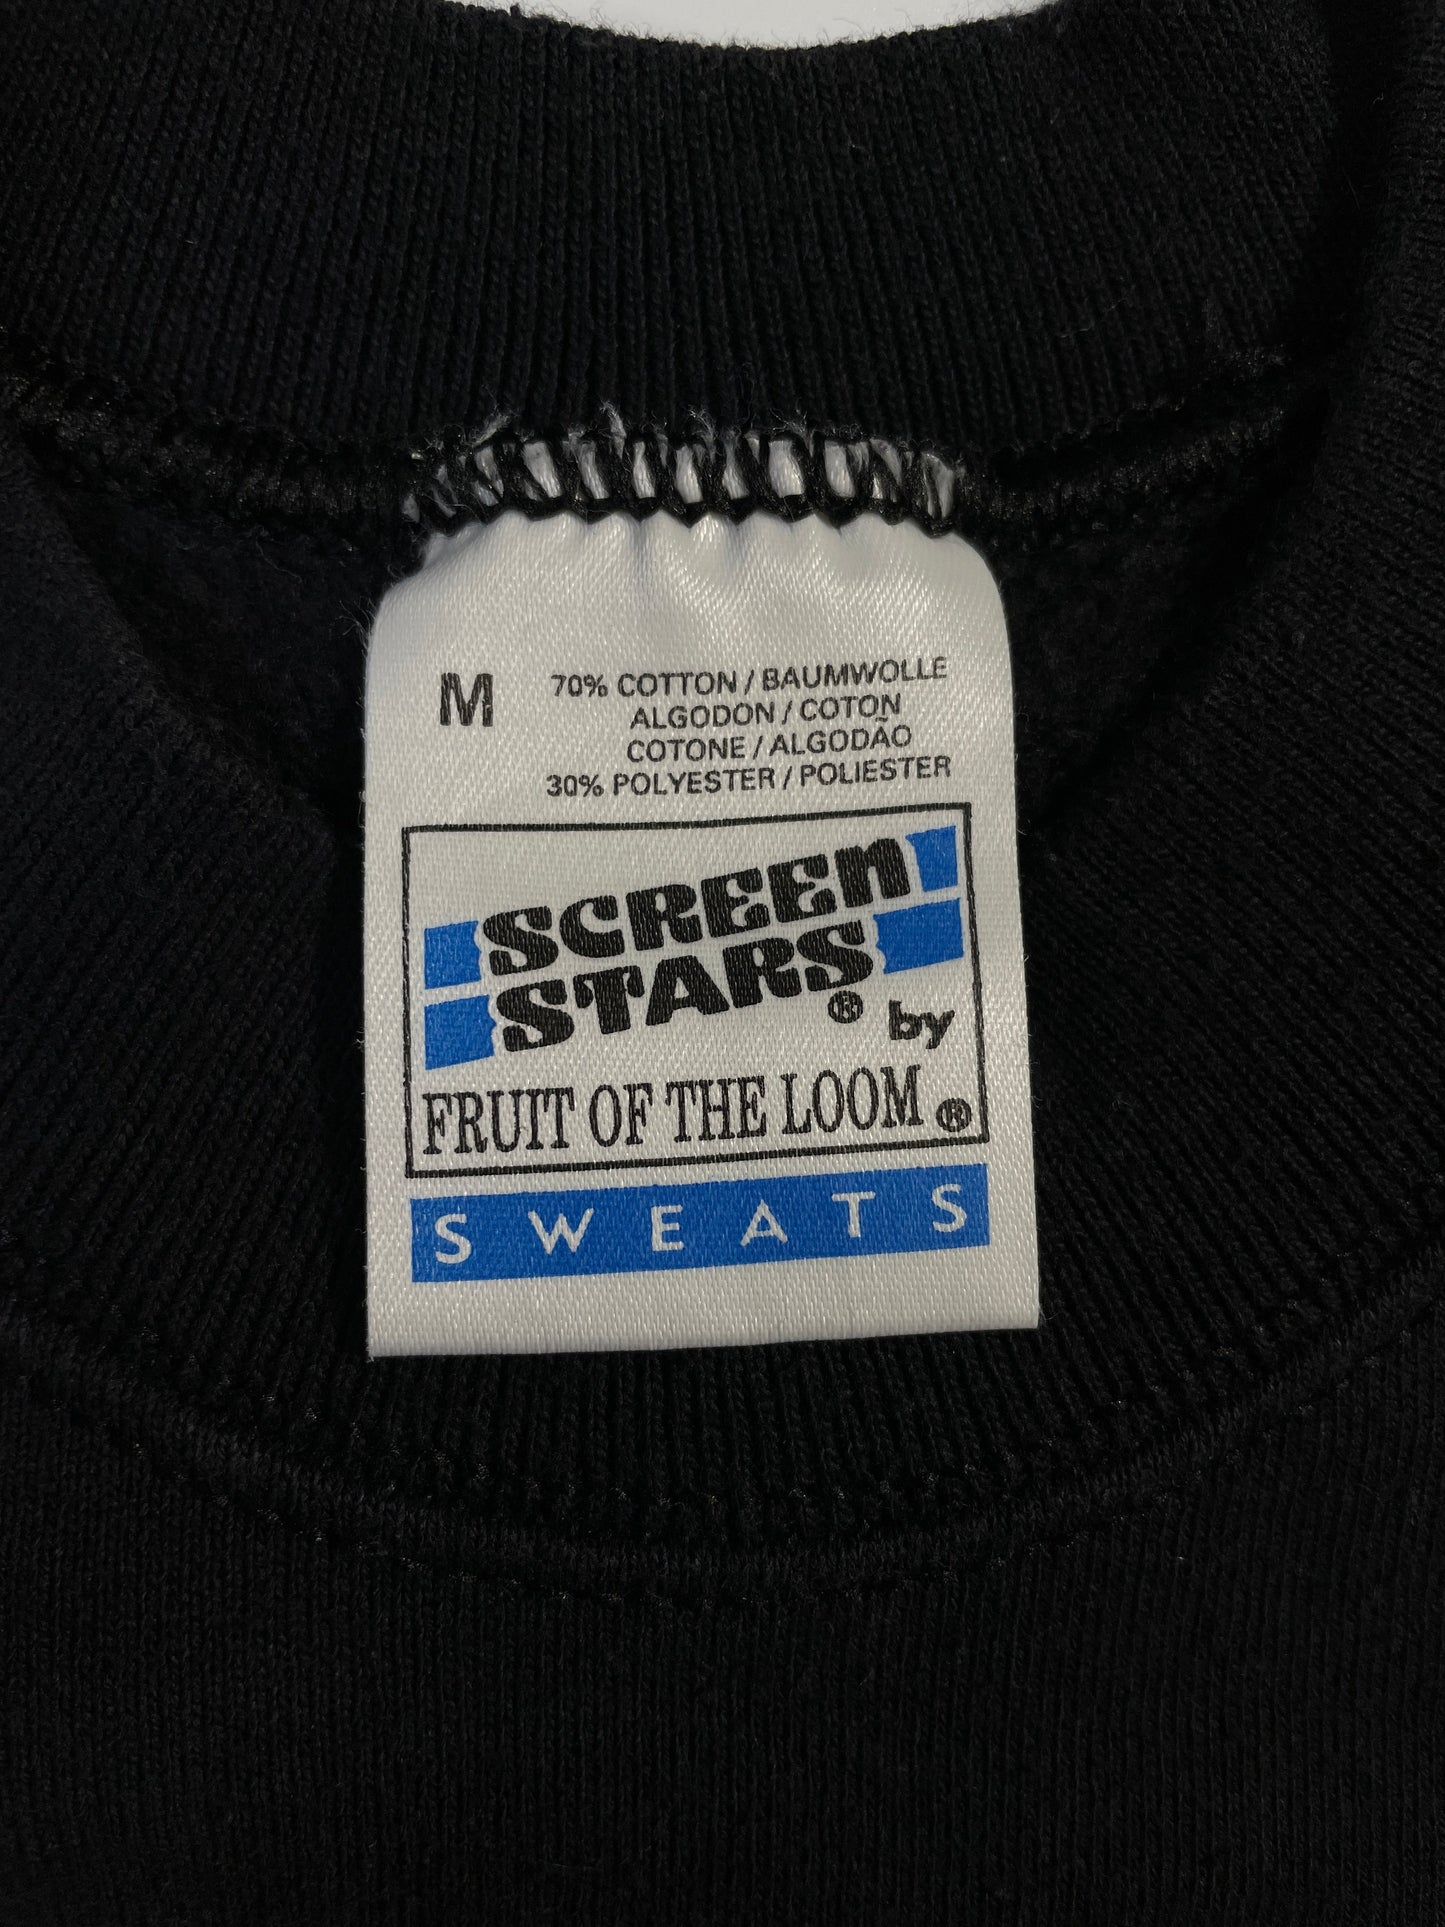 M
70% COTTON / BAUMWOLLE
ALGODON / COTON
COTONE / ALGODÃO
30% POLYESTER / POLIESTER
SCREEN
STARS® by
FRUIT OF THE LOOM®
SWEATS